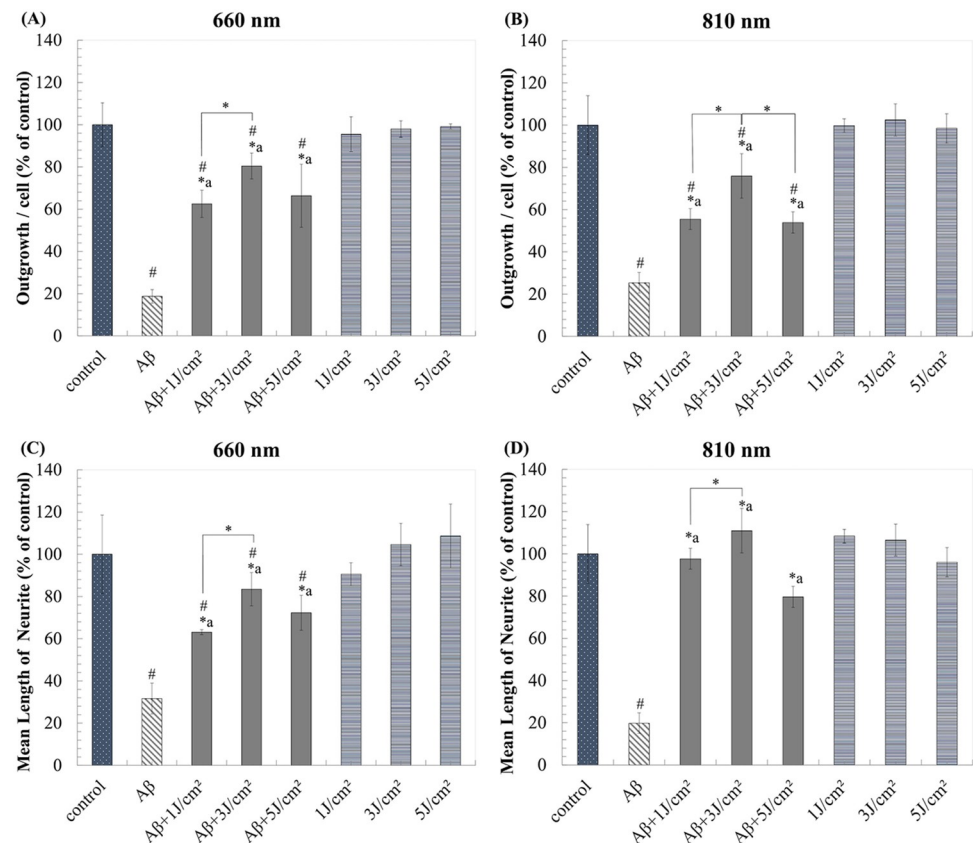 (A)
660 nm
Outgrowth / cell (% of control)
140
120
100
80
60
40
20
0
#
#
*a
#
*a
#
*a
*
control
Aβ
Aβ+1J/cm²
Aβ+3J/cm²
Aβ+5J/cm²
1J/cm²
3J/cm²
5J/cm²
(B)
810 nm
Outgrowth / cell (% of control)
140
120
100
80
60
40
20
0
#
#
*a
#
*a
#
*a
*
*
control
Aβ
Aβ+1J/cm²
Aβ+3J/cm²
Aβ+5J/cm²
1J/cm²
3J/cm²
5J/cm²
(C)
660 nm
Mean Length of Neurite (% of control)
140
120
100
80
60
40
20
0
#
#
*a
#
*a
#
*a
*
control
Aβ
Aβ+1J/cm²
Aβ+3J/cm²
Aβ+5J/cm²
1J/cm²
3J/cm²
5J/cm²
(D)
810 nm
Mean Length of Neurite (% of control)
140
120
100
80
60
40
20
0
#
*a
*a
*a
*
control
Aβ
Aβ+1J/cm²
Aβ+3J/cm²
Aβ+5J/cm²
1J/cm²
3J/cm²
5J/cm²